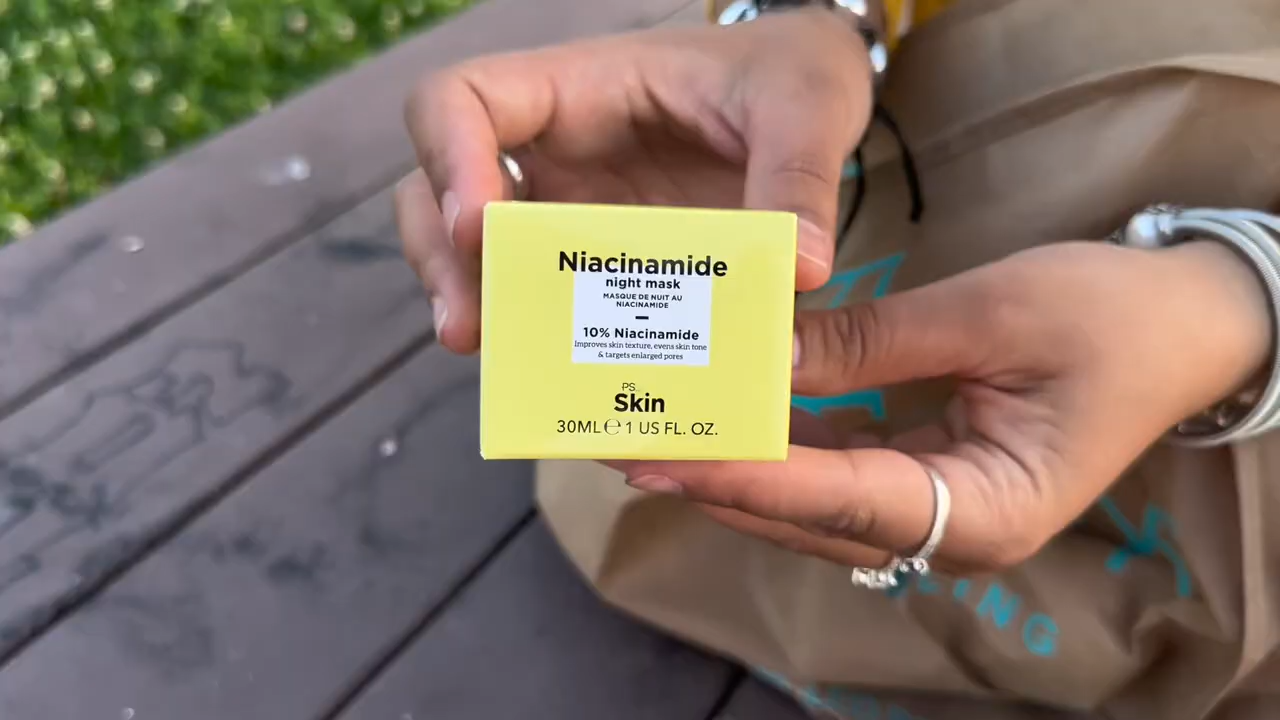 Niacinamide
night mask
MASQUE DE NUIT AU
NIACINAMIDE
10% Niacinamide
Improves skin texture, evens skin tone
& targets enlarged pores
PS...
Skin
30ML℮1 US FL. OZ.